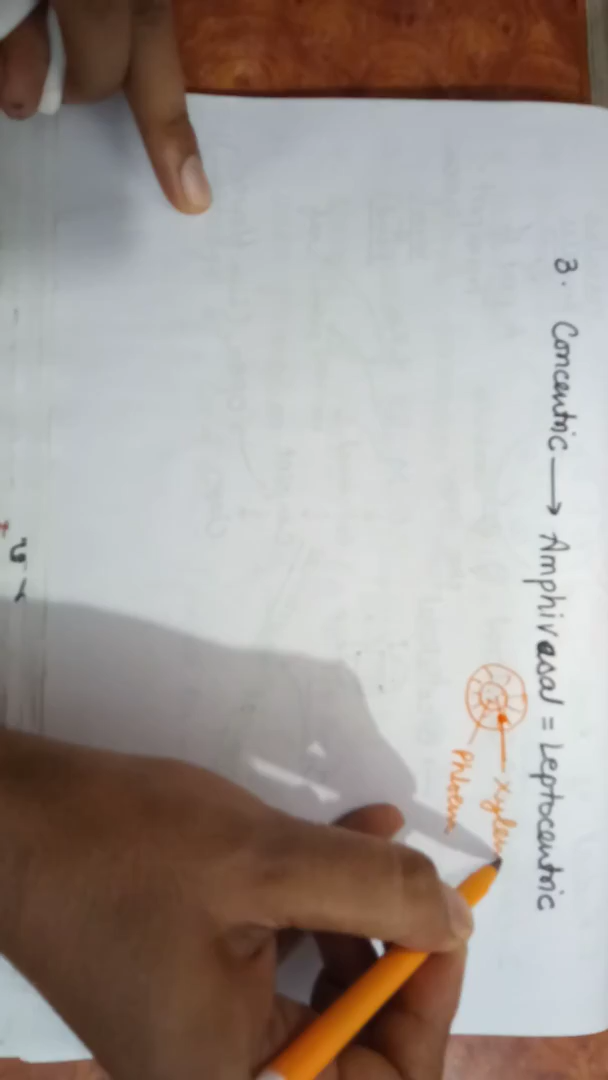 3. Concentric → Amphivasal = Leptocentric
Xylem
Phloem